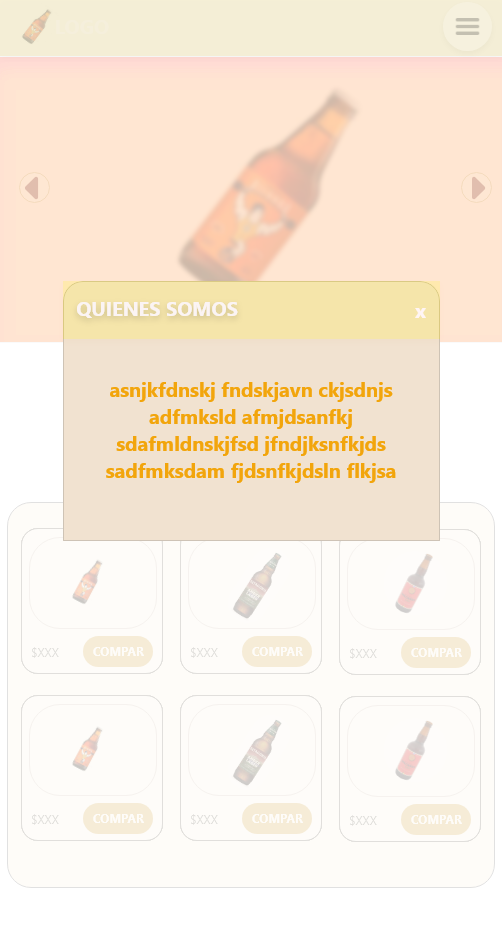 QUIENES SOMOS
x
asnjkfdnskj fndskjavn ckjsdnjs
adfmksld afmjdsanfkj
sdafmldnskjfsd jfndjksnfkjds
sadfmksdam fjdsnfkjdsln flkjsa
$XXX COMPAR $XXX COMPAR $XXX COMPAR
$XXX COMPAR $XXX COMPAR $XXX COMPAR